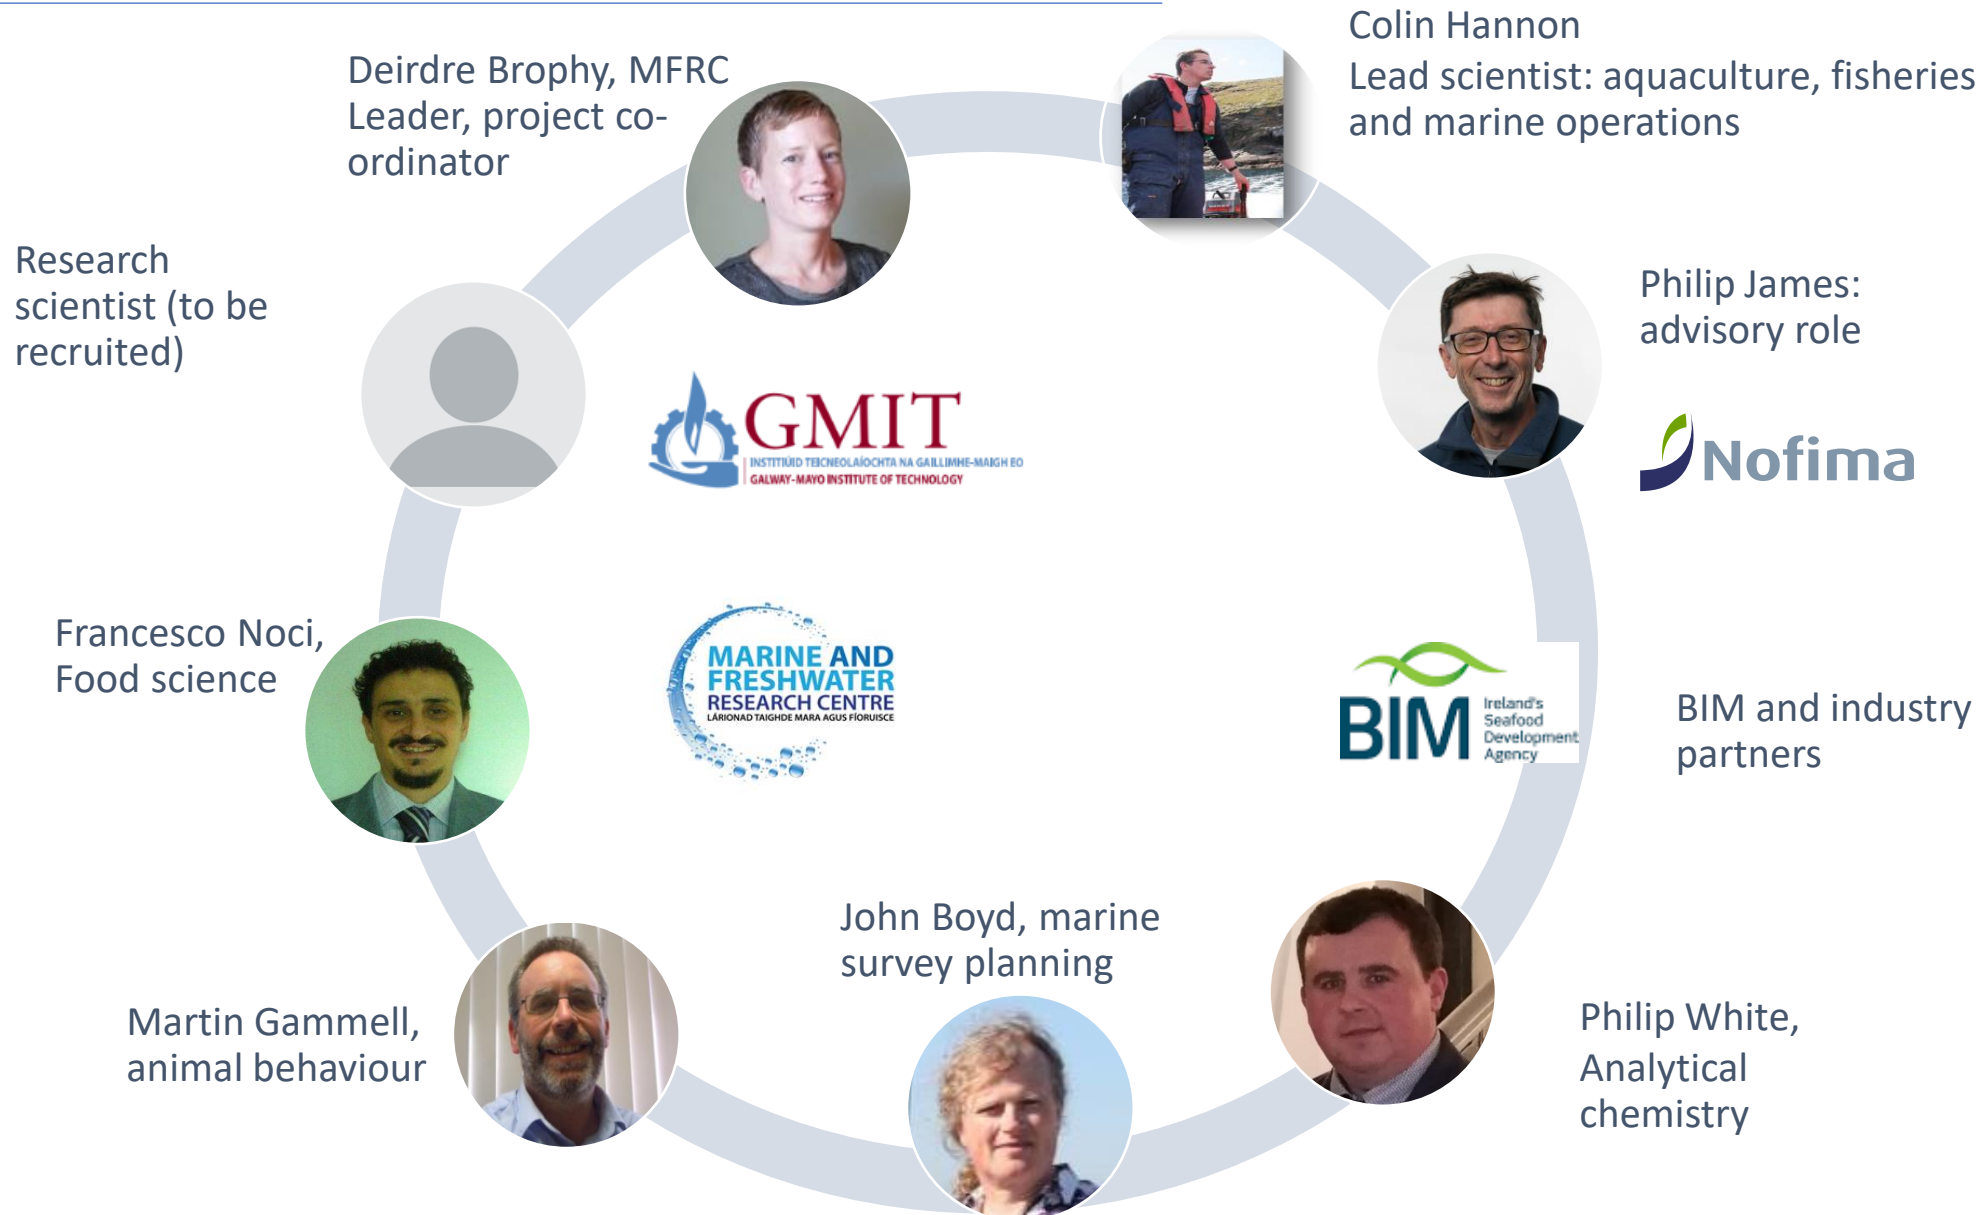 Colin Hannon
Lead scientist: aquaculture, fisheries
and marine operations
Deirdre Brophy, MFRC
Leader, project co-
ordinator
Research
scientist (to be
recruited)
Philip James:
advisory role
GMIT
INSTITIÚID TEICNEOLAÍOCHTA NA GAILLIMHE-MAIGH EO
GALWAY-MAYO INSTITUTE OF TECHNOLOGY
Nofima
Francesco Noci,
Food science
MARINE AND
FRESHWATER
RESEARCH CENTRE
LÁRIONAD TAIGHDE MARA AGUS FÍORUISCE
BIM
Ireland's
Seafood
Development
Agency
BIM and industry
partners
John Boyd, marine
survey planning
Martin Gammell,
animal behaviour
Philip White,
Analytical
chemistry